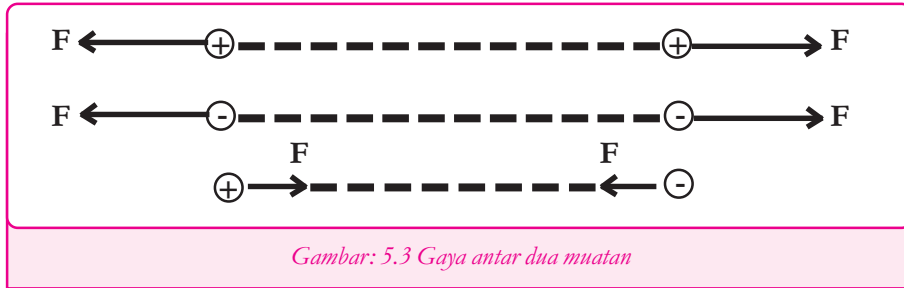 F + + F
F - - F
F F
+ -
Gambar: 5.3 Gaya antar dua muatan